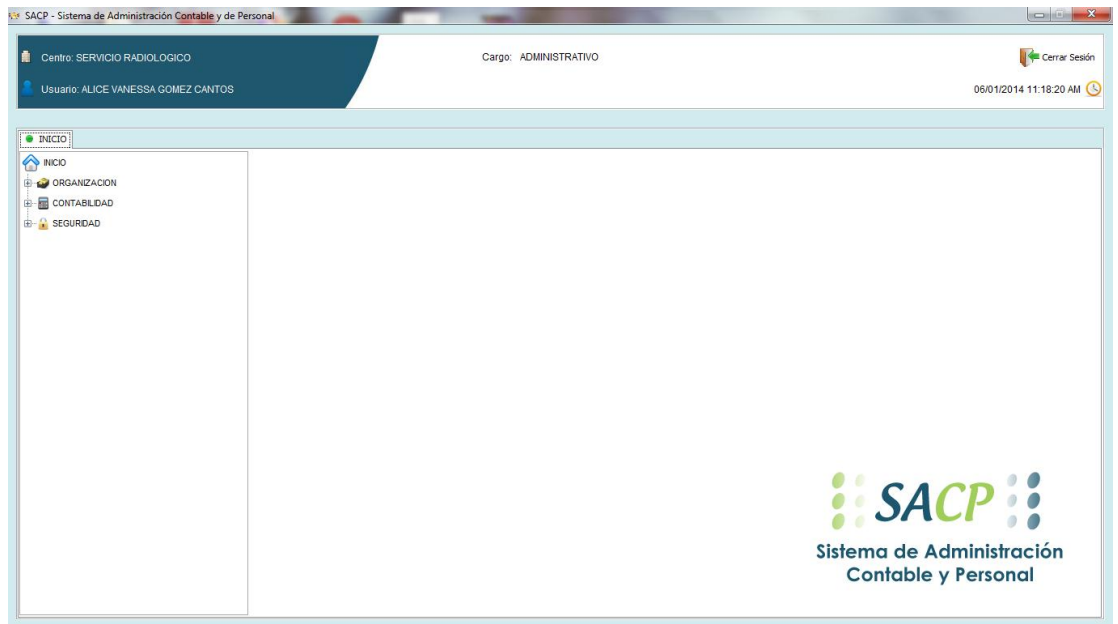 SACP - Sistema de Administración Contable y de Personal
Centro: SERVICIO RADIOLOGICO
Cargo: ADMINISTRATIVO
Cerrar Sesión
Usuario: ALICE VANESSA GOMEZ CANTOS
06/01/2014 11:18:20 AM
INICIO
INICIO
ORGANIZACION
CONTABILIDAD
SEGURIDAD
SACP
Sistema de Administración
Contable y Personal